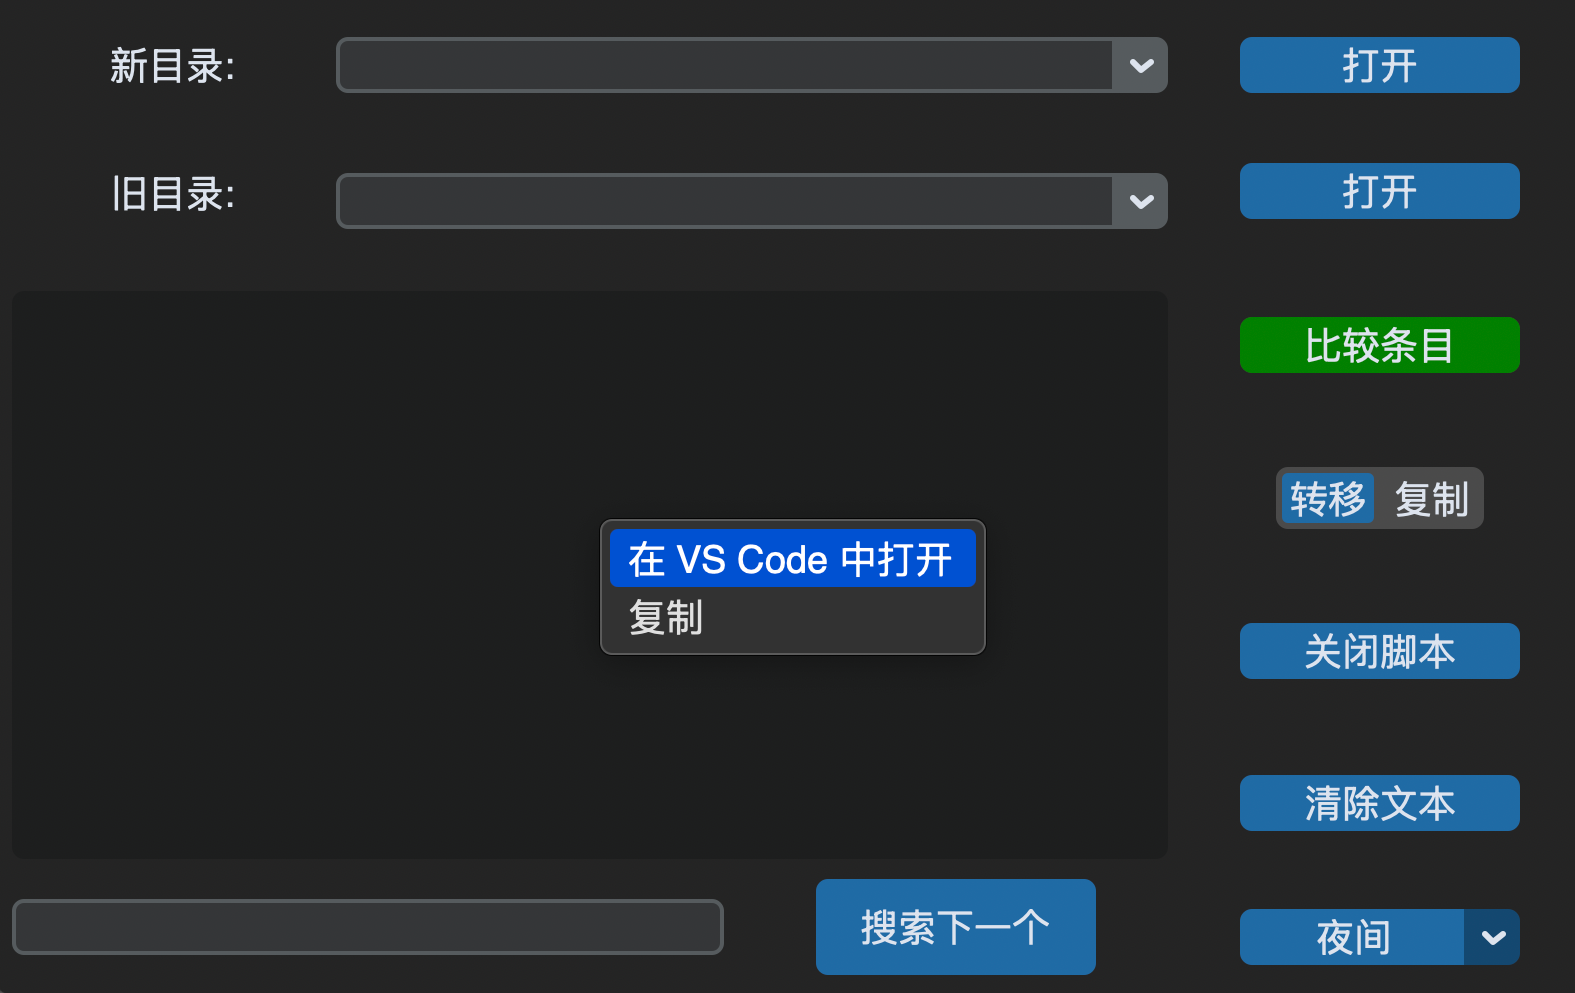 新目录:
打开
旧目录:
打开
比较条目
转移 复制
在 VS Code 中打开
复制
关闭脚本
清除文本
搜索下一个
夜间